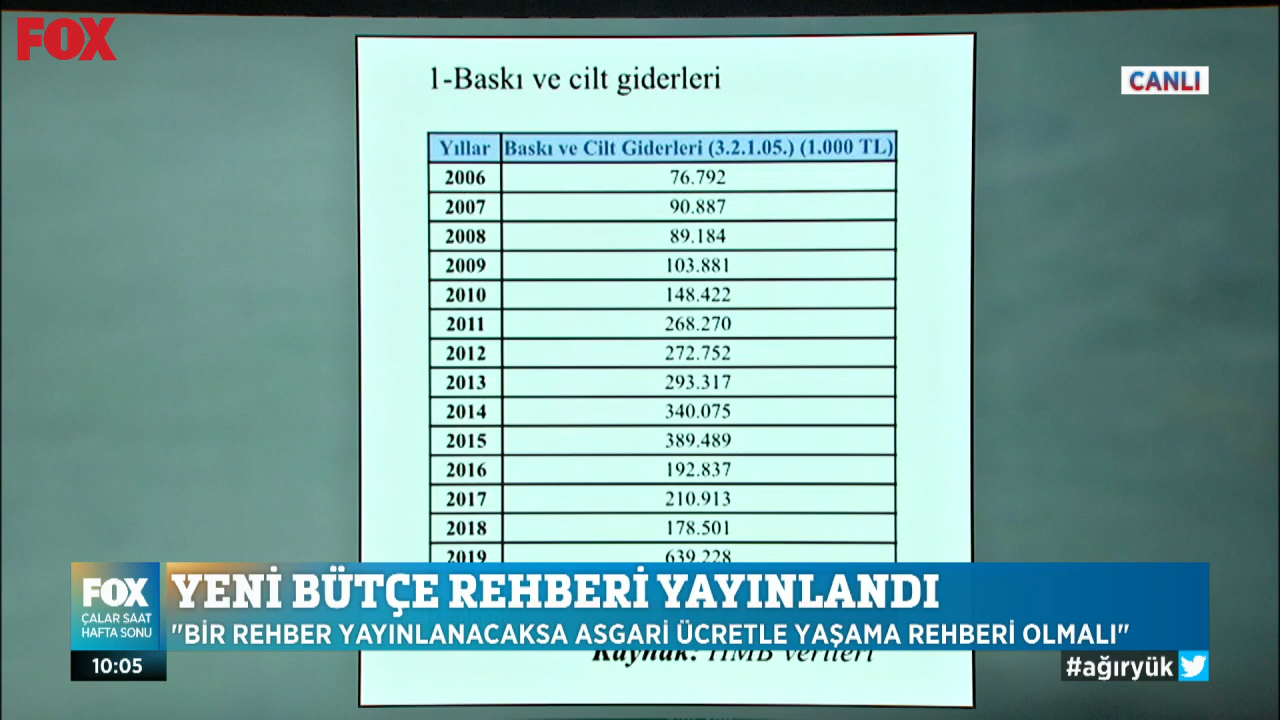 FOX
CANLI
1-Baskı ve cilt giderleri
Yıllar Baskı ve Cilt Giderleri (3.2.1.05.) (1.000 TL)
2006 76.792
2007 90.887
2008 89.184
2009 103.881
2010 148.422
2011 268.270
2012 272.752
2013 293.317
2014 340.075
2015 389.489
2016 192.837
2017 210.913
2018 178.501
2019 639.228
FOX
ÇALAR SAAT
HAFTA SONU
YENİ BÜTÇE REHBERİ YAYINLANDI
"BİR REHBER YAYINLANACAKSA ASGARİ ÜCRETLE YAŞAMA REHBERİ OLMALI"
Kaynak: HMB verileri
10:05
#ağıryük